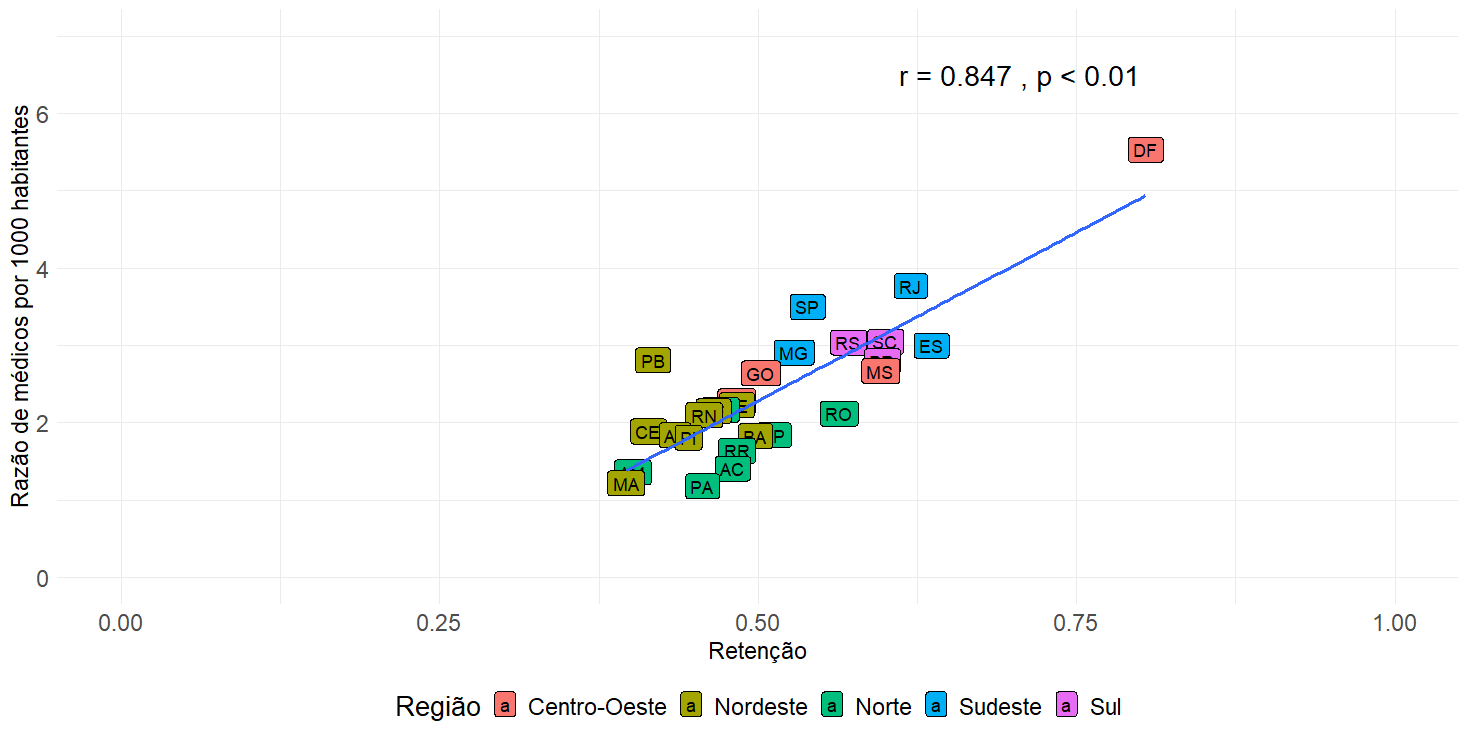 r = 0.847 , p < 0.01
Razão de médicos por 1000 habitantes
6
4
2
0
DF
RJ
SP
RS
SC
ES
MG
PB
GO
MS
RN
RO
CE
PI
BA
RR
AC
MA
PA
0.00 0.25 0.50 0.75 1.00
Retenção
Região a Centro-Oeste a Nordeste a Norte a Sudeste a Sul